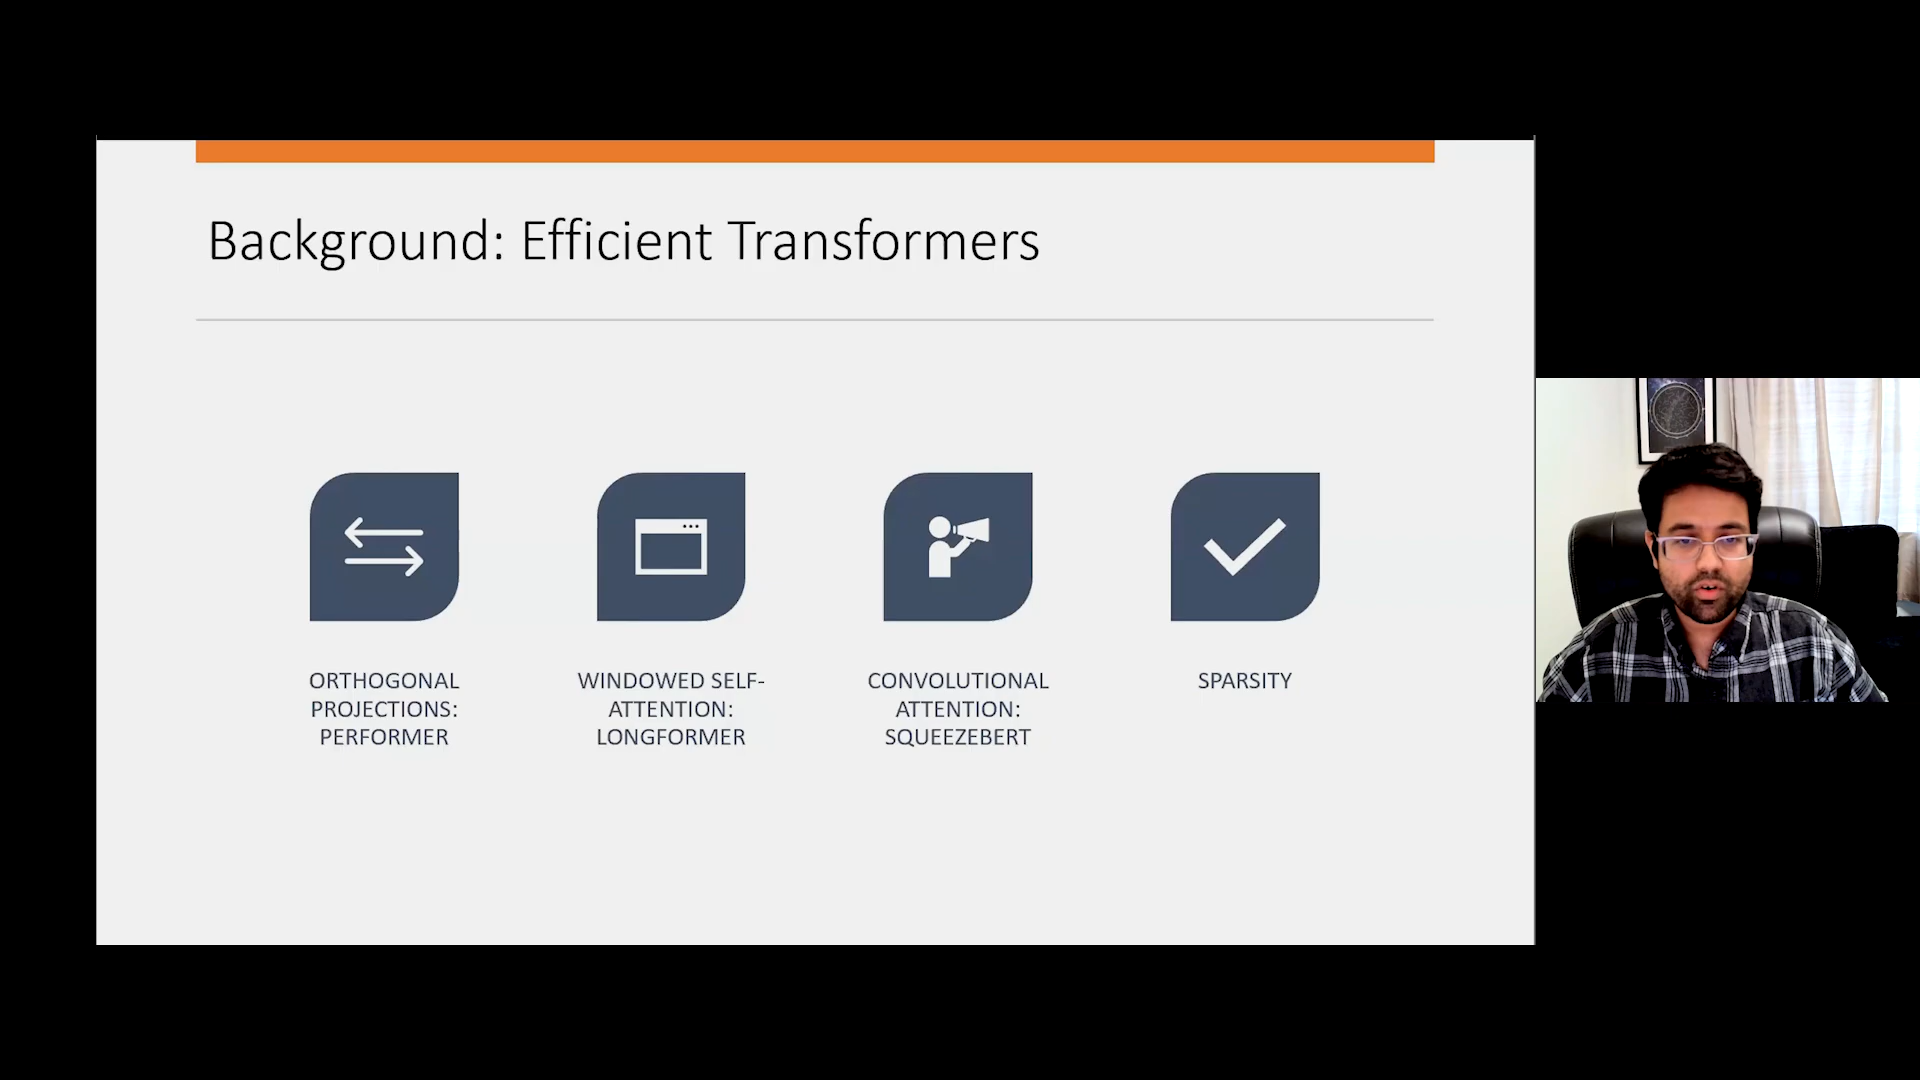 Background: Efficient Transformers
ORTHOGONAL
PROJECTIONS:
PERFORMER
WINDOWED SELF-
ATTENTION:
LONGFORMER
CONVOLUTIONAL
ATTENTION:
SQUEEZEBERT
SPARSITY